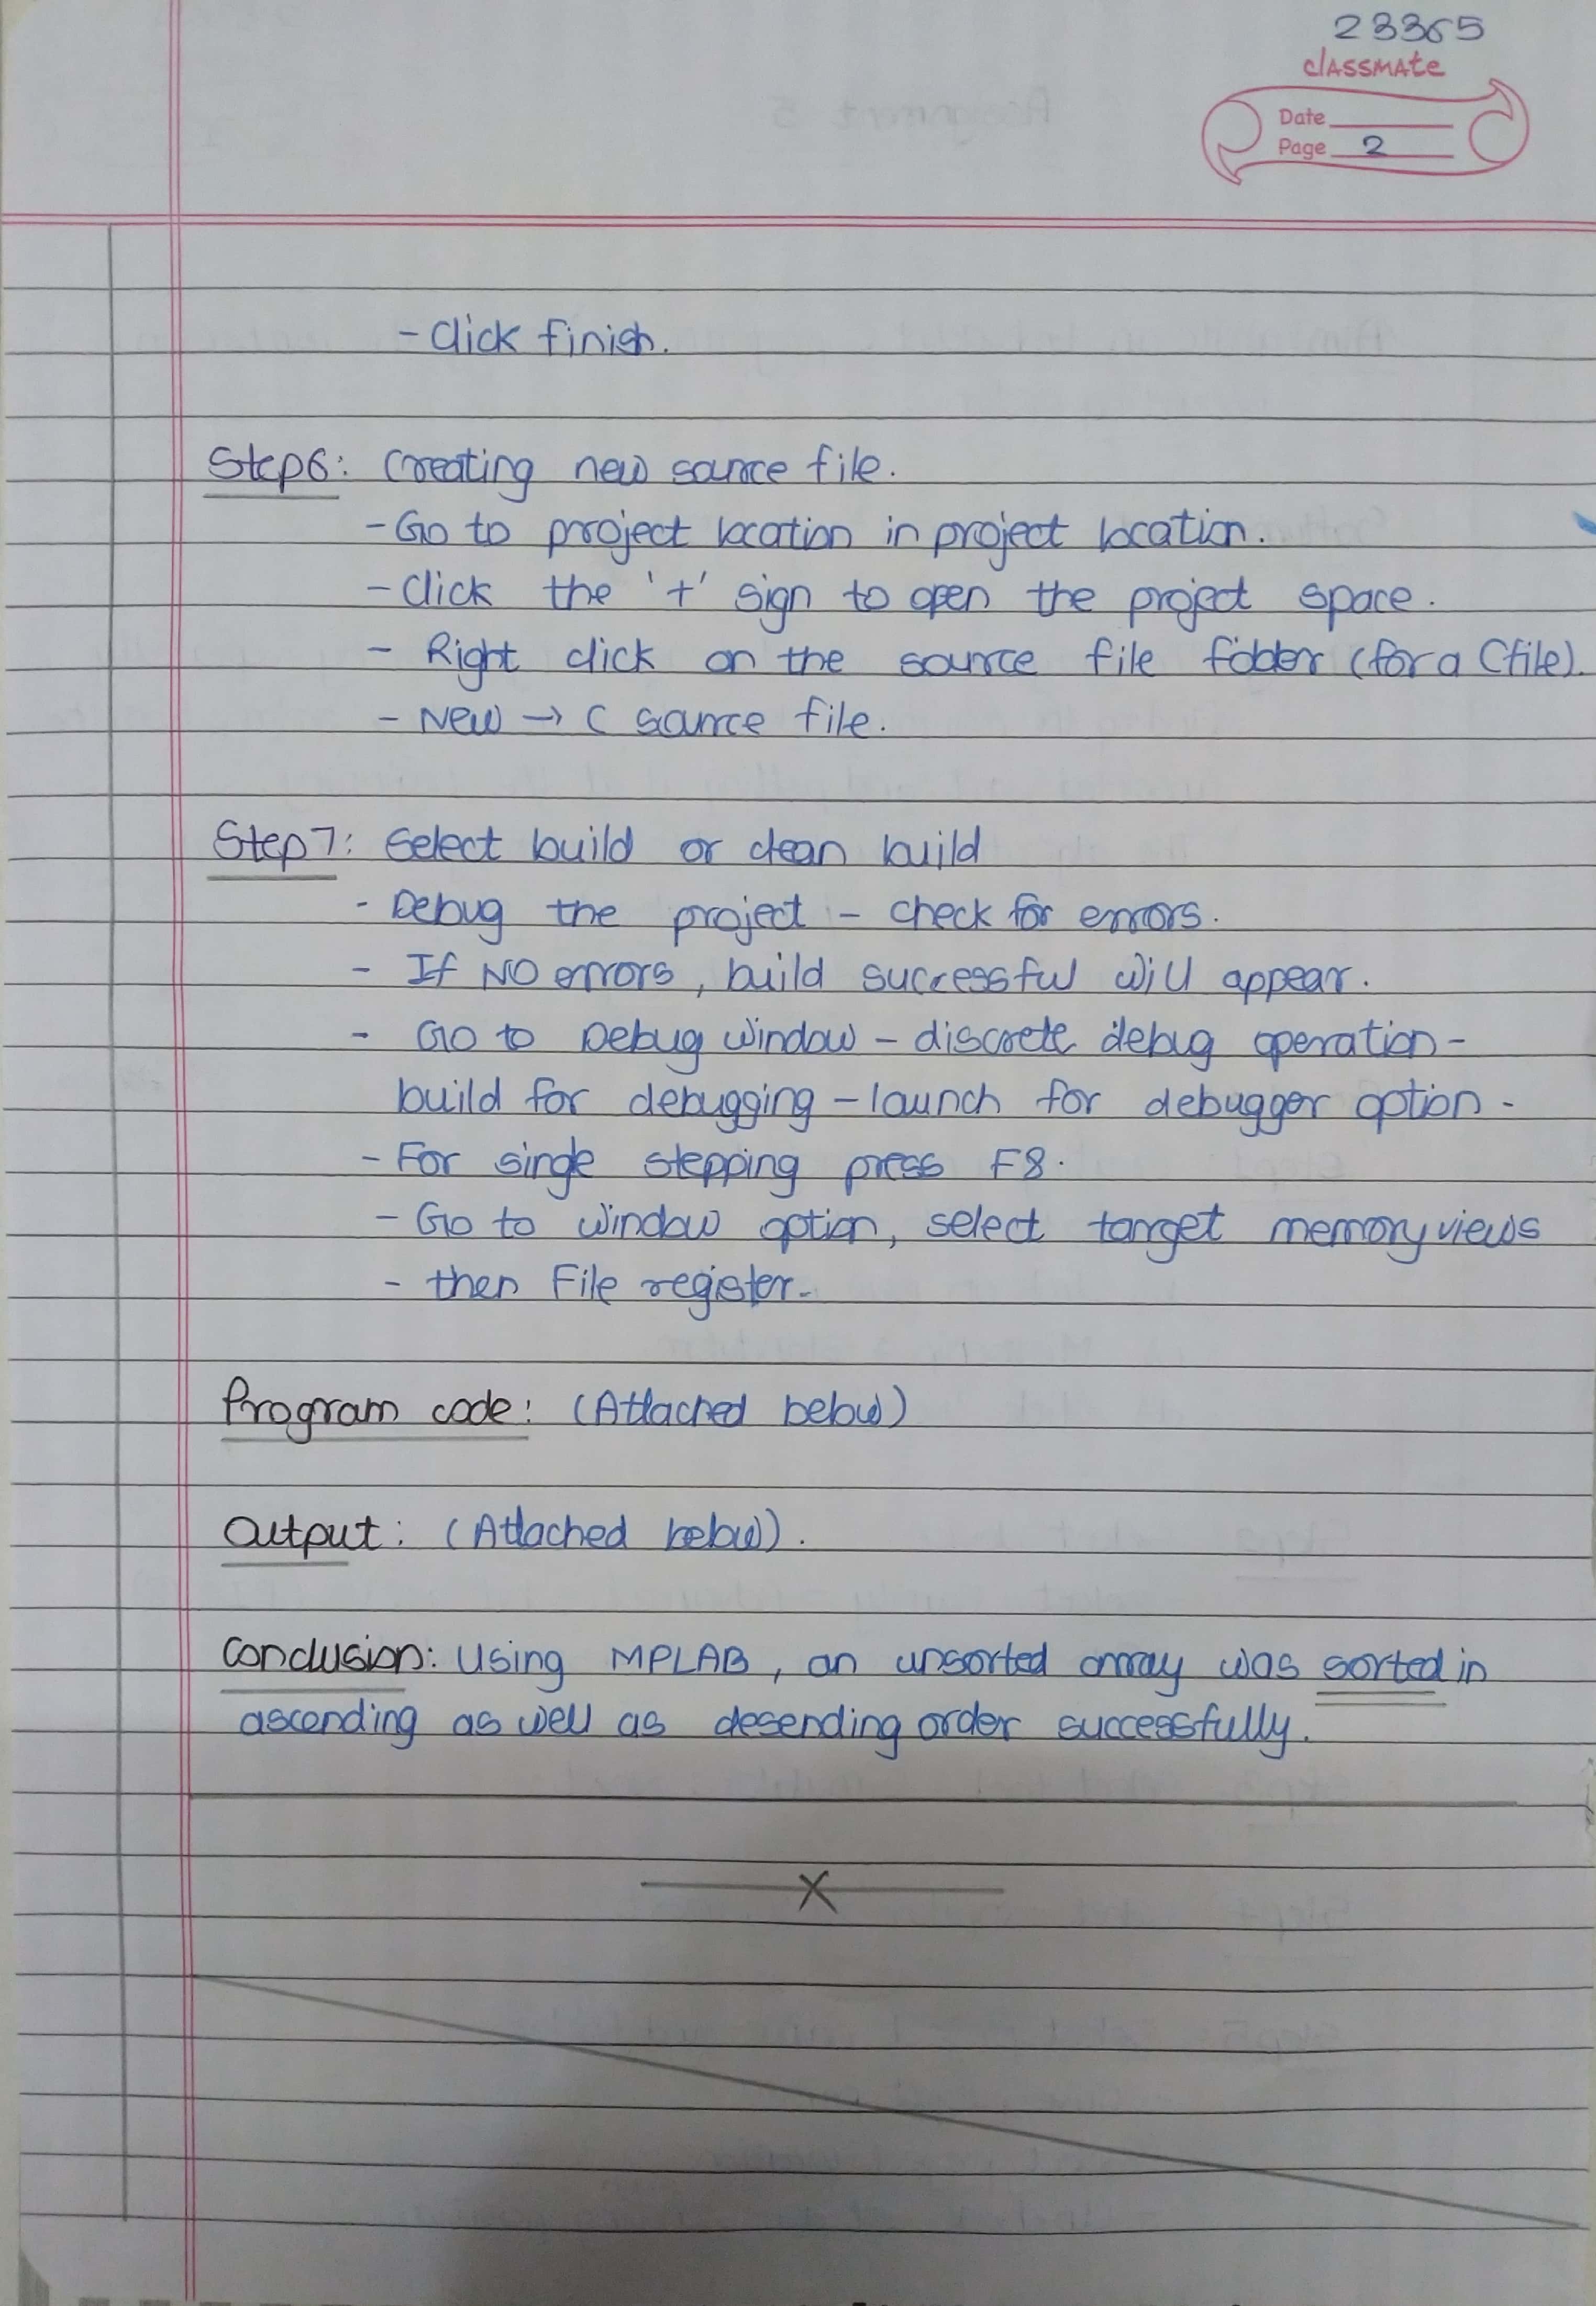 23365
classmate
Date
Page 2
- Click finish.
Step6: Creating new source file.
- Go to project location in project location.
- Click the '+' sign to open the project space.
- Right click on the source file folder (for a C file).
- New → C source file.
Step7: Select build or clean build
- Debug the project - check for errors.
- If NO errors, build successful will appear.
- Go to Debug window - discrete debug operation -
build for debugging - launch for debugger option -
- For single stepping press F8.
- Go to window option, select target memory views
- then File register.
Program code: (Attached below)
Output: (Attached below).
Conclusion: Using MPLAB, an unsorted array was sorted in
ascending as well as desending order successfully.
X